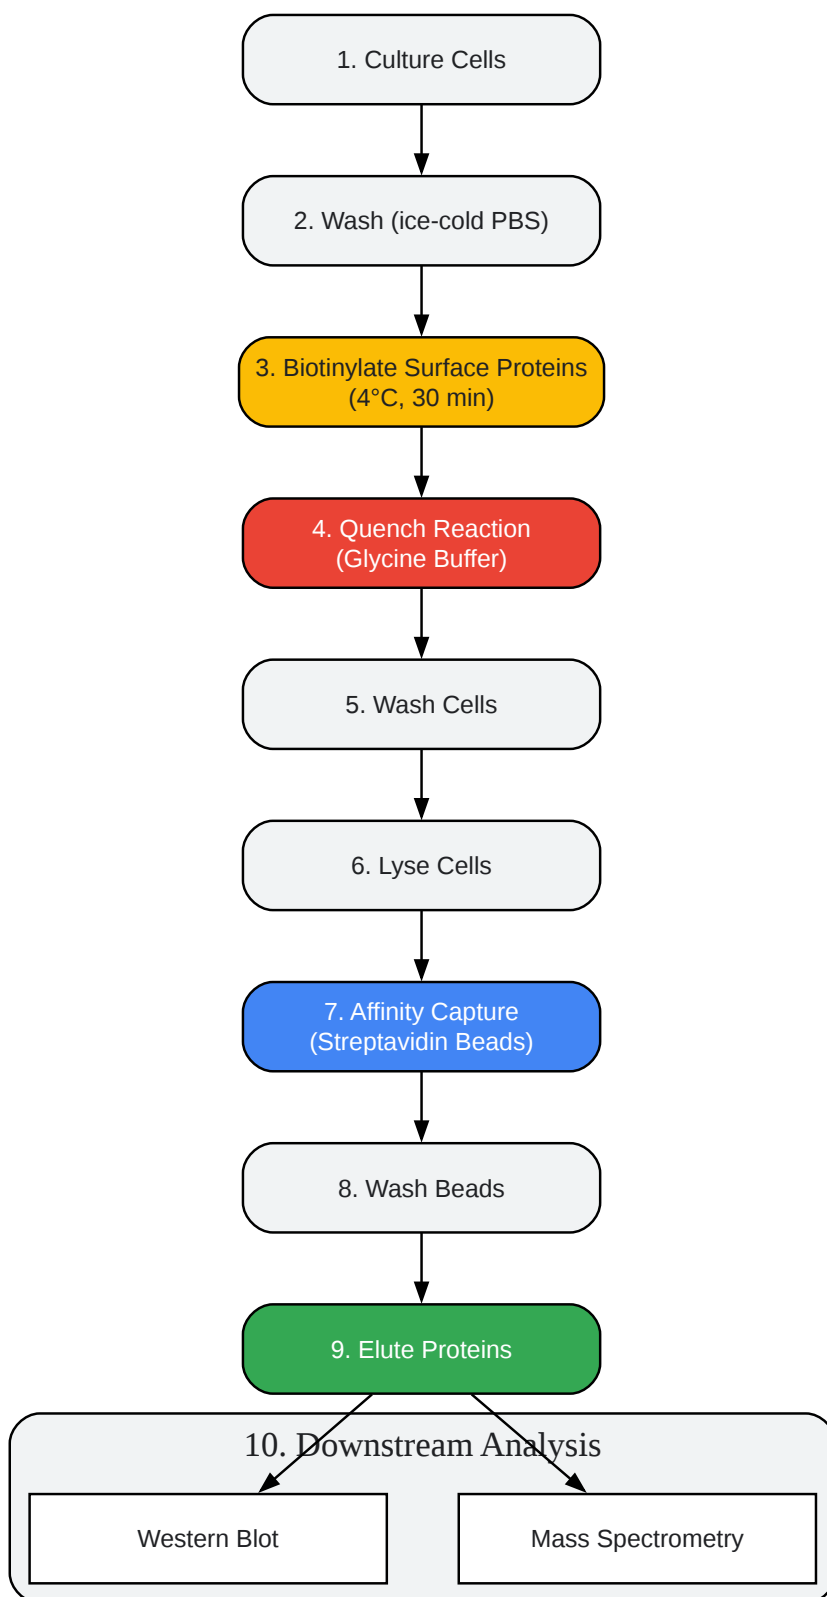 1. Culture Cells
2. Wash (ice-cold PBS)
3. Biotinylate Surface Proteins
(4°C, 30 min)
4. Quench Reaction
(Glycine Buffer)
5. Wash Cells
6. Lyse Cells
7. Affinity Capture
(Streptavidin Beads)
8. Wash Beads
9. Elute Proteins
10. Downstream Analysis
Western Blot
Mass Spectrometry